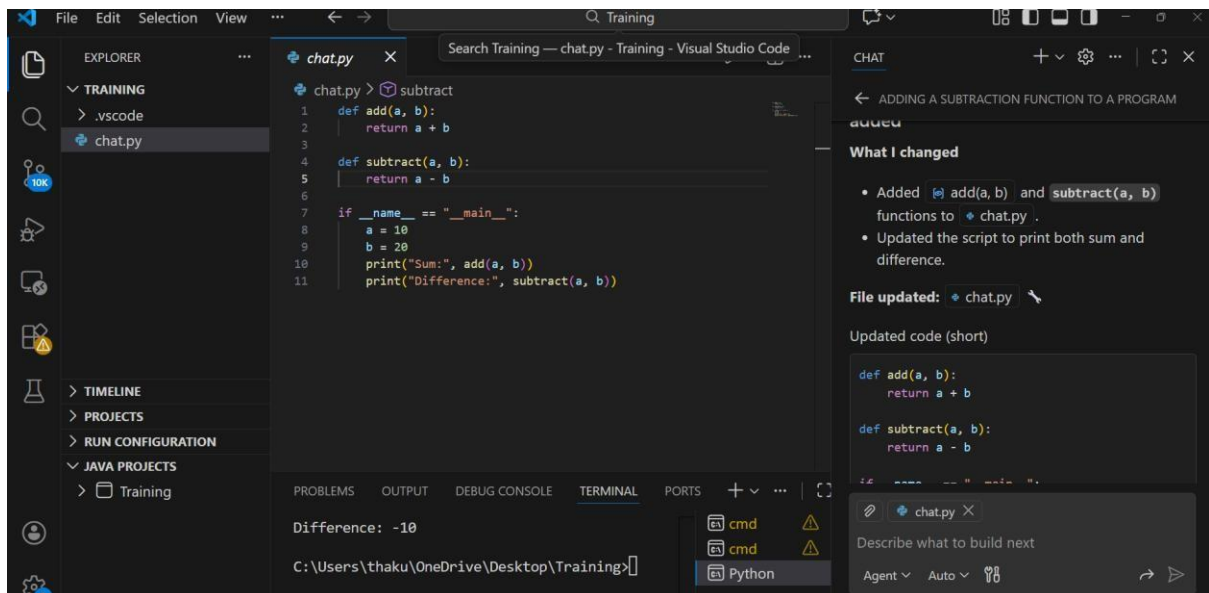 File Edit Selection View ··· ← → Training
Search Training — chat.py - Training - Visual Studio Code
EXPLORER ···
TRAINING
> .vscode
chat.py
10K
TIMELINE
PROJECTS
RUN CONFIGURATION
JAVA PROJECTS
Training
chat.py ×
chat.py > subtract
1 def add(a, b):
2 return a + b
3
4 def subtract(a, b):
5 return a - b
6
7 if __name__ == "__main__":
8 a = 10
9 b = 20
10 print("Sum:", add(a, b))
11 print("Difference:", subtract(a, b))
PROBLEMS OUTPUT DEBUG CONSOLE TERMINAL PORTS
Difference: -10
C:\Users\thaku\OneDrive\Desktop\Training>
cmd
cmd
Python
CHAT
← ADDING A SUBTRACTION FUNCTION TO A PROGRAM
added
What I changed
• Added add(a, b) and subtract(a, b)
functions to chat.py .
• Updated the script to print both sum and
difference.
File updated: chat.py
Updated code (short)
def add(a, b):
return a + b
def subtract(a, b):
return a - b
if __name__ == "__main__":
chat.py ×
Describe what to build next
Agent Auto